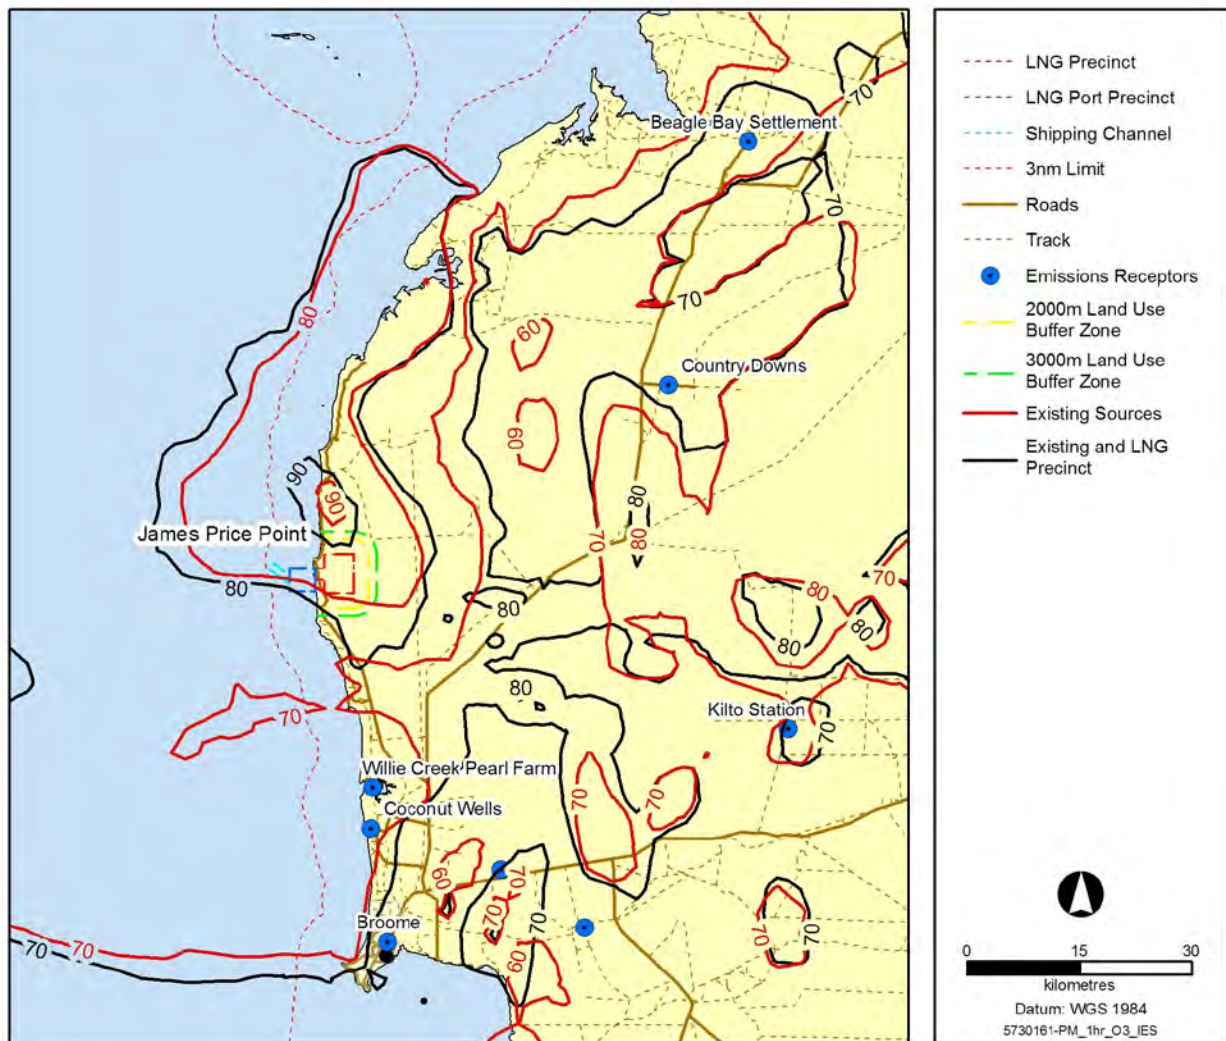 Beagle Bay Settlement
70
70
80
70
60
Country Downs
60
90
90
80
James Price Point
70
80
80
80
70
80
80
80
80
80
Kilto Station
70
70
Willie Creek Pearl Farm
Coconut Wells
70
70
60
70
70
70
60
Broome
70
70
70
70
LNG Precinct
LNG Port Precinct
Shipping Channel
3nm Limit
Roads
Track
Emissions Receptors
2000m Land Use
Buffer Zone
3000m Land Use
Buffer Zone
Existing Sources
Existing and LNG
Precinct
0 15 30
kilometres
Datum: WGS 1984
5730161-PM_1hr_O3_IES